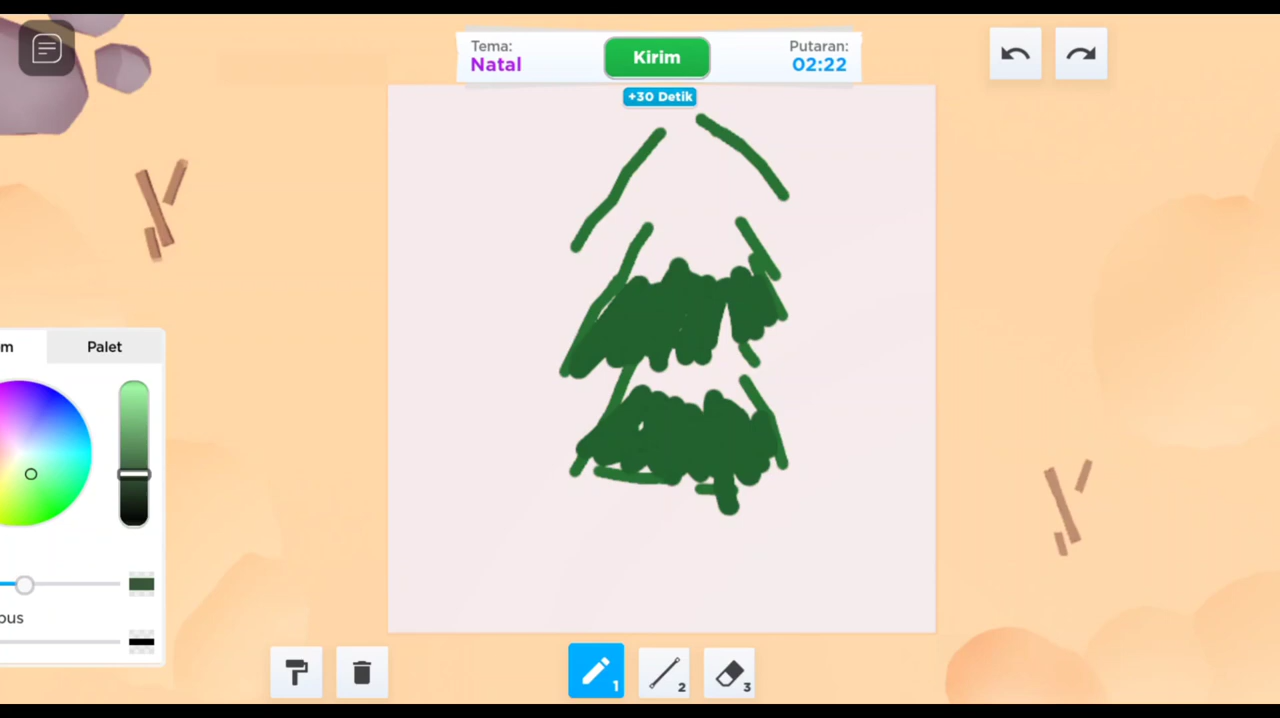 Tema:
Natal
Kirim
Putaran:
02:22
+30 Detik
m
Palet
ous
1
2
3